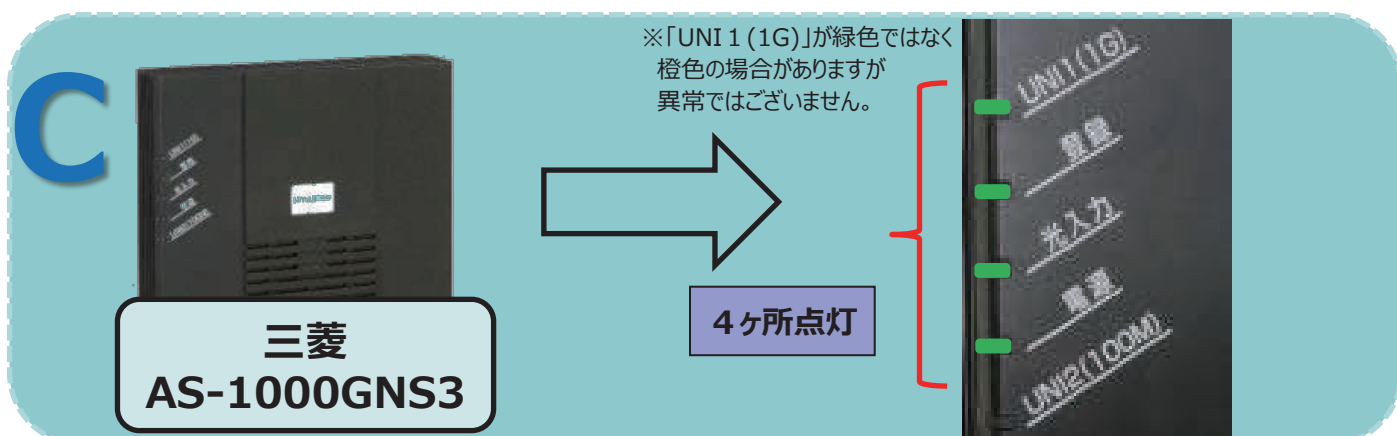 C
※「UNI 1 (1G)」が緑色ではなく
橙色の場合がありますが
異常ではございません。
4ヶ所点灯
三菱
AS-1000GNS3
UNI1(1G)
登録
光入力
電源
UNI2(100M)